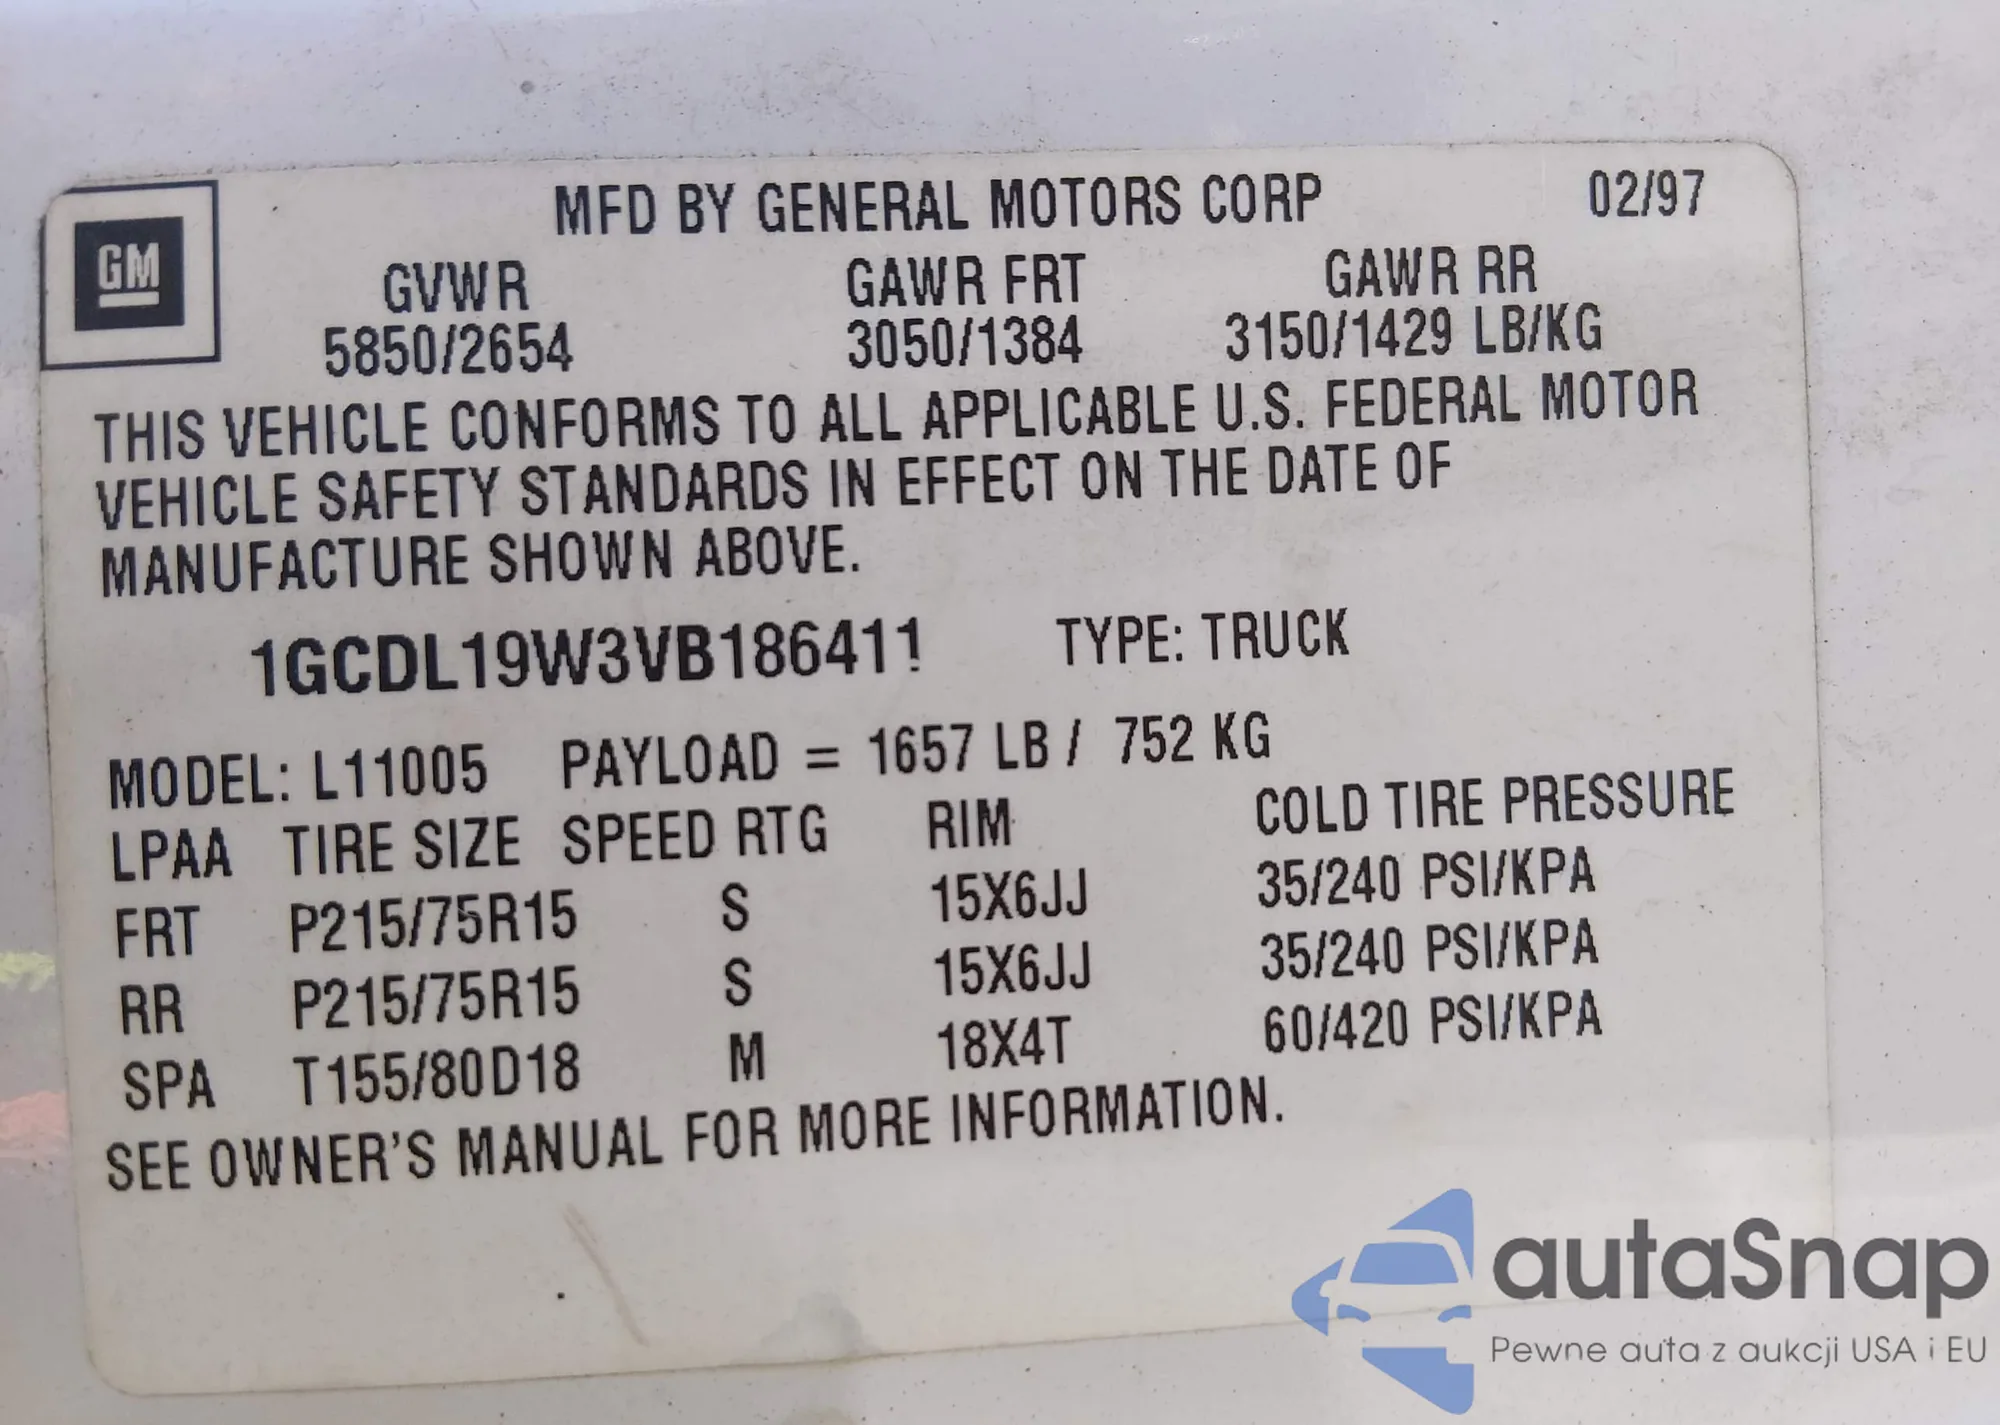 MFD BY GENERAL MOTORS CORP 02/97
GM
GVWR GAWR FRT GAWR RR
5850/2654 3050/1384 3150/1429 LB/KG
THIS VEHICLE CONFORMS TO ALL APPLICABLE U.S. FEDERAL MOTOR
VEHICLE SAFETY STANDARDS IN EFFECT ON THE DATE OF
MANUFACTURE SHOWN ABOVE.
1GCDL19W3VB186411 TYPE: TRUCK
MODEL: L11005 PAYLOAD = 1657 LB / 752 KG
LPAA TIRE SIZE SPEED RTG RIM COLD TIRE PRESSURE
FRT P215/75R15 S 15X6JJ 35/240 PSI/KPA
RR P215/75R15 S 15X6JJ 35/240 PSI/KPA
SPA T155/80D18 M 18X4T 60/420 PSI/KPA
SEE OWNER'S MANUAL FOR MORE INFORMATION.
autaSnap
Pewne auta z aukcji USA i EU